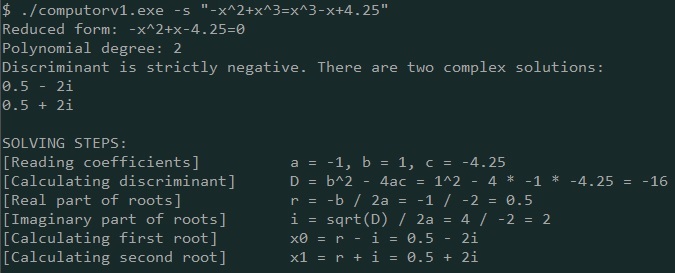 $ ./computorv1.exe -s "-x^2+x^3=x^3-x+4.25"
Reduced form: -x^2+x-4.25=0
Polynomial degree: 2
Discriminant is strictly negative. There are two complex solutions:
0.5 - 2i
0.5 + 2i
SOLVING STEPS:
[Reading coefficients] a = -1, b = 1, c = -4.25
[Calculating discriminant] D = b^2 - 4ac = 1^2 - 4 * -1 * -4.25 = -16
[Real part of roots] r = -b / 2a = -1 / -2 = 0.5
[Imaginary part of roots] i = sqrt(D) / 2a = 4 / -2 = 2
[Calculating first root] x0 = r - i = 0.5 - 2i
[Calculating second root] x1 = r + i = 0.5 + 2i